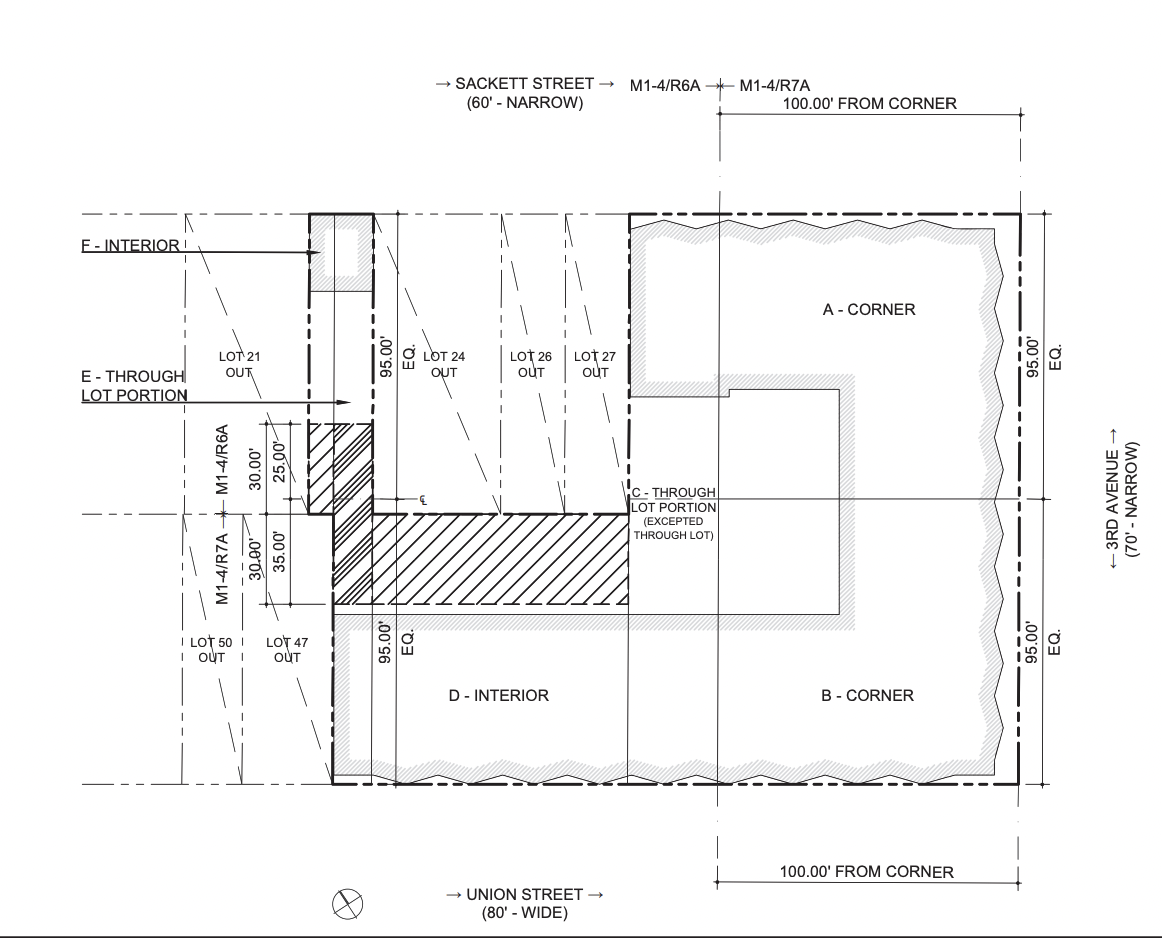 → SACKETT STREET →
(60' - NARROW)
M1-4/R6A
M1-4/R7A
100.00' FROM CORNER
F - INTERIOR
A - CORNER
LOT 21
OUT
95.00'
EQ.
LOT 24
OUT
LOT 26
OUT
LOT 27
OUT
95.00'
EQ.
E - THROUGH
LOT PORTION
M1-4/R6A
30.00'
25.00'
℄
C - THROUGH
LOT PORTION
(EXCEPTED
THROUGH LOT)
← 3RD AVENUE →
(70' - NARROW)
M1-4/R7A
30.00'
35.00'
LOT 50
OUT
LOT 47
OUT
95.00'
EQ.
95.00'
EQ.
D - INTERIOR
B - CORNER
100.00' FROM CORNER
→ UNION STREET →
(80' - WIDE)